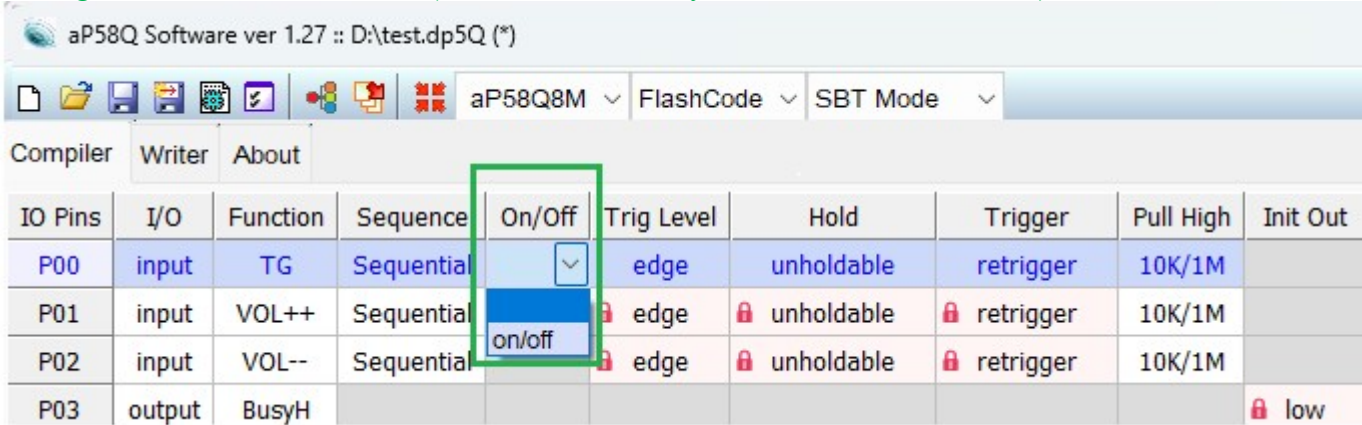 aP58Q Software ver 1.27 :: D:\test.dp5Q (*)
aP58Q8M FlashCode SBT Mode
Compiler Writer About
IO Pins I/O Function Sequence On/Off Trig Level Hold Trigger Pull High Init Out
P00 input TG Sequential edge unholdable retrigger 10K/1M
P01 input VOL++ Sequential edge unholdable retrigger 10K/1M
on/off
P02 input VOL-- Sequential edge unholdable retrigger 10K/1M
P03 output BusyH low